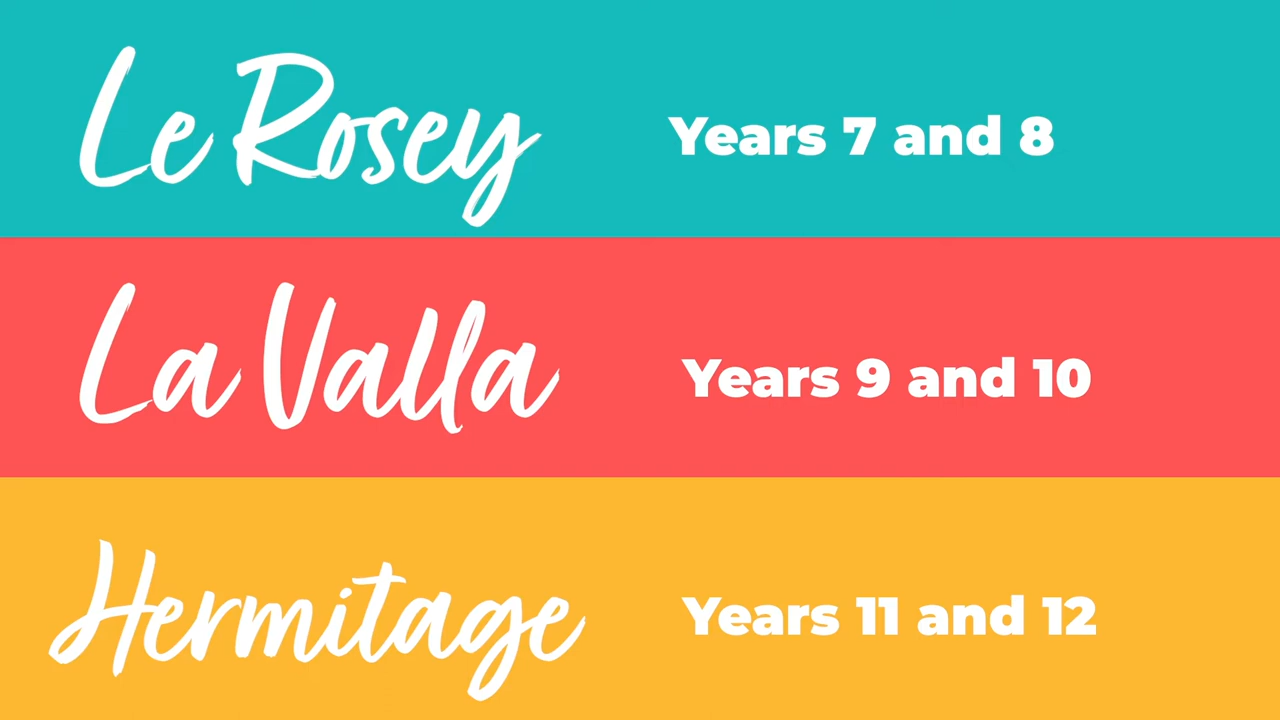 Le Rosey Years 7 and 8
La Valla Years 9 and 10
Hermitage Years 11 and 12